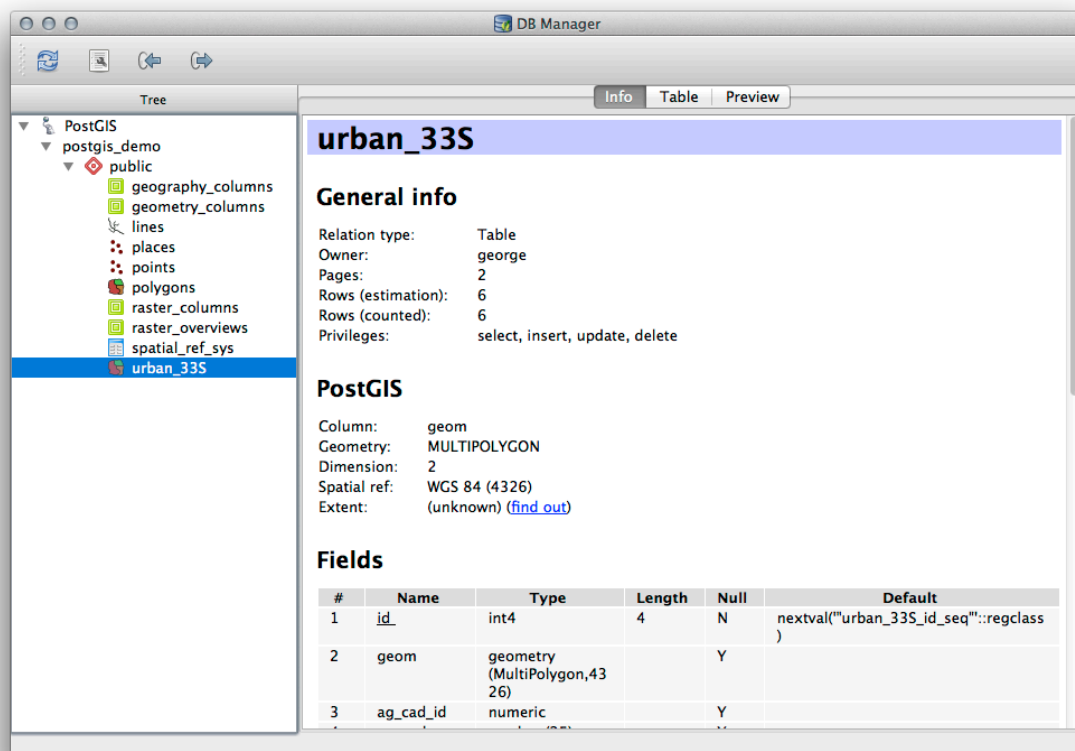 DB Manager
Tree
Info Table Preview
PostGIS
postgis_demo
public
geography_columns
geometry_columns
lines
places
points
polygons
raster_columns
raster_overviews
spatial_ref_sys
urban_33S
urban_33S
General info
Relation type: Table
Owner: george
Pages: 2
Rows (estimation): 6
Rows (counted): 6
Privileges: select, insert, update, delete
PostGIS
Column: geom
Geometry: MULTIPOLYGON
Dimension: 2
Spatial ref: WGS 84 (4326)
Extent: (unknown) (find out)
Fields
# Name Type Length Null Default
1 id int4 4 N nextval('"urban_33S_id_seq"'::regclass
)
2 geom geometry Y
(MultiPolygon,43
26)
3 ag_cad_id numeric Y